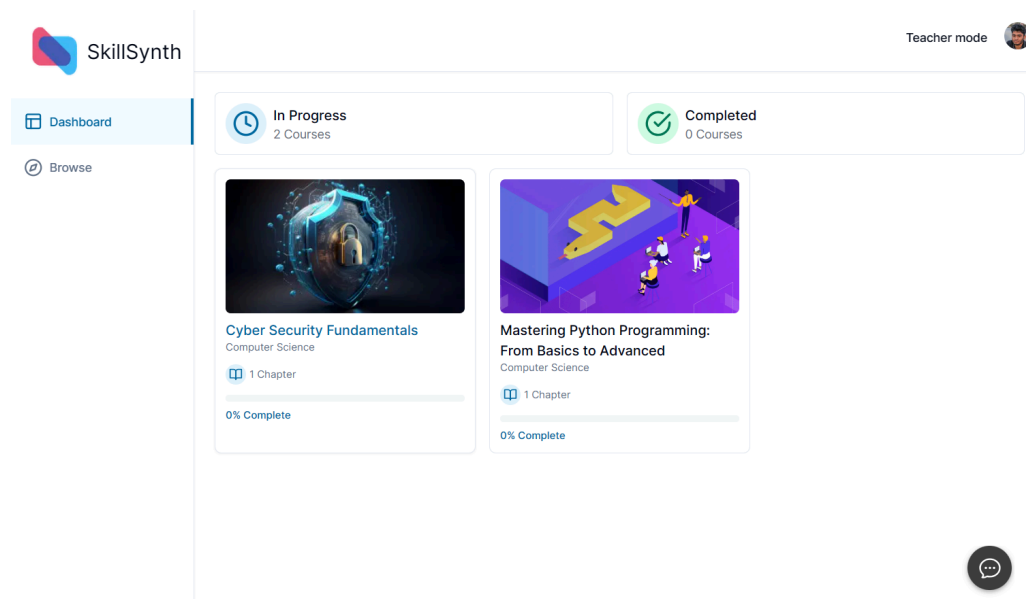 SkillSynth
Teacher mode
Dashboard
Browse
In Progress
2 Courses
Completed
0 Courses
Cyber Security Fundamentals
Computer Science
1 Chapter
0% Complete
Mastering Python Programming:
From Basics to Advanced
Computer Science
1 Chapter
0% Complete